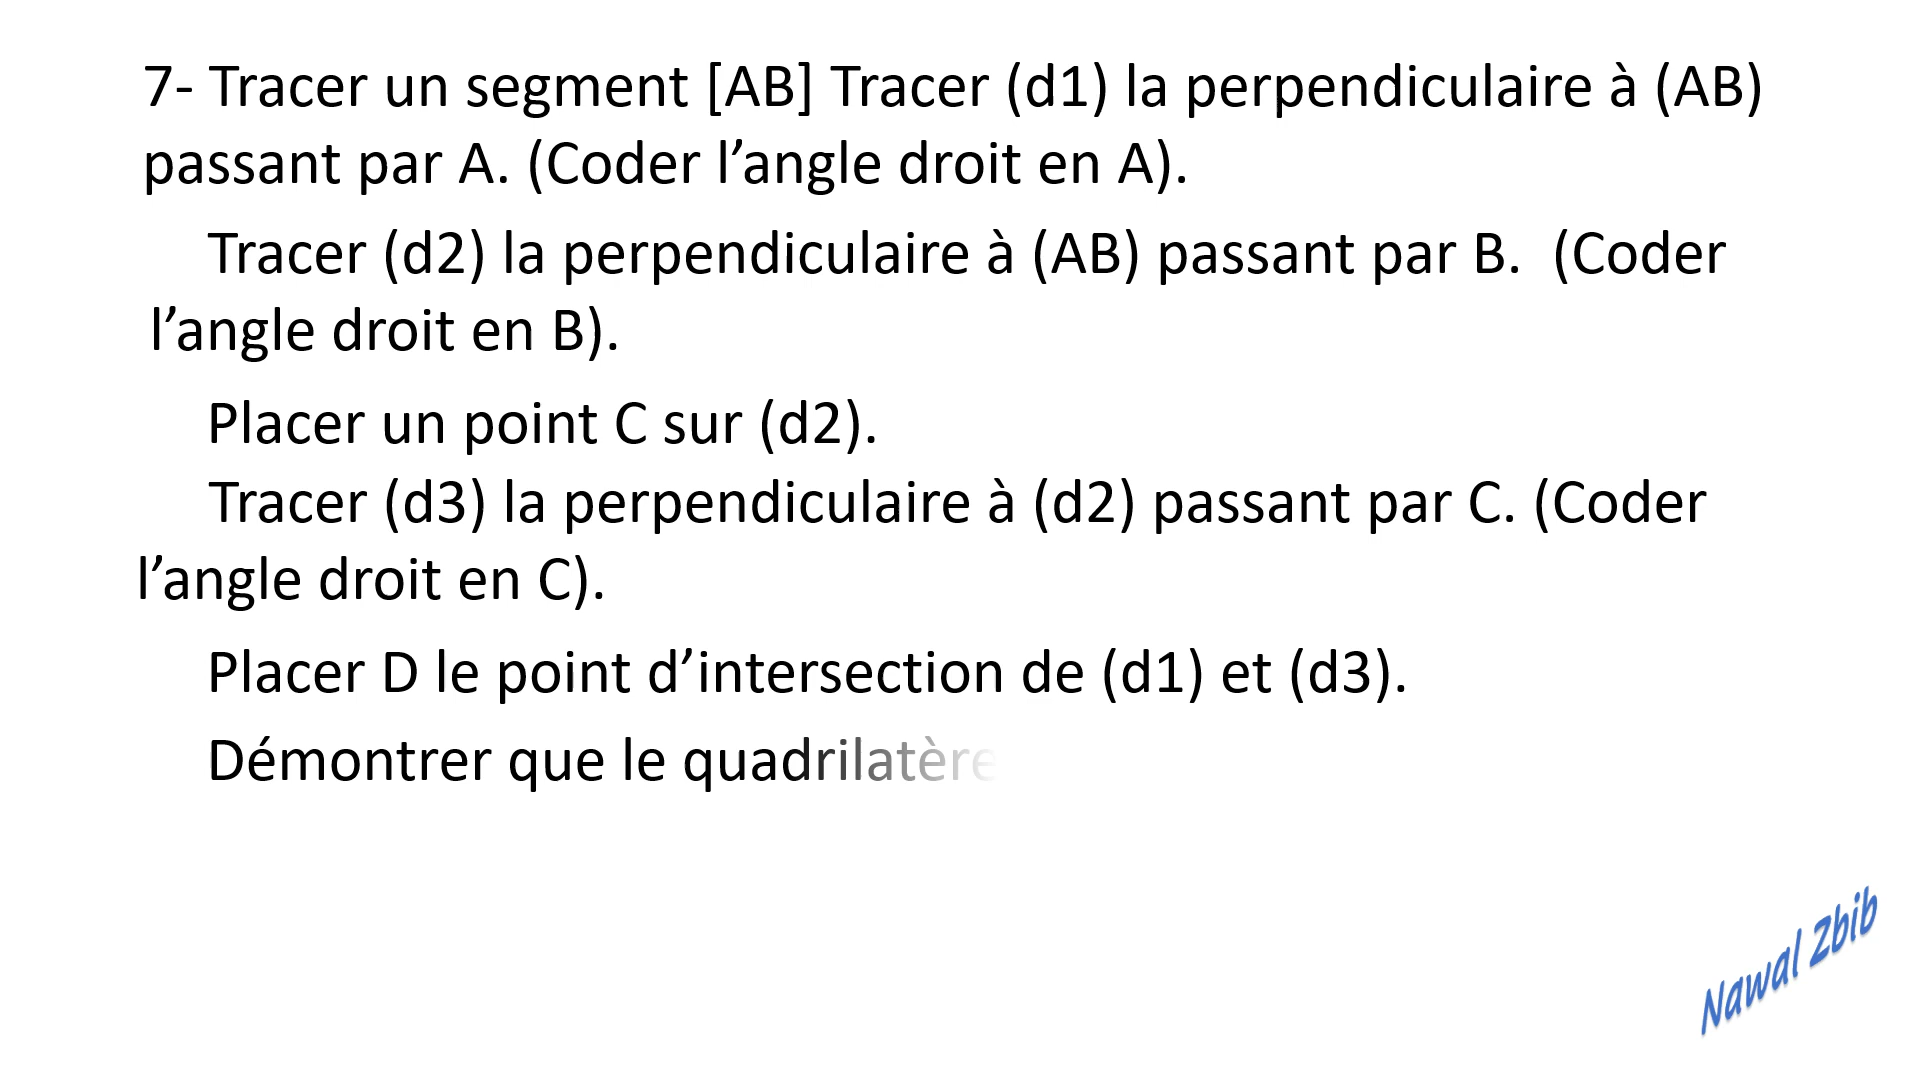 7- Tracer un segment [AB] Tracer (d1) la perpendiculaire à (AB)
passant par A. (Coder l’angle droit en A).
Tracer (d2) la perpendiculaire à (AB) passant par B.  (Coder
l’angle droit en B).
Placer un point C sur (d2).
Tracer (d3) la perpendiculaire à (d2) passant par C. (Coder
l’angle droit en C).
Placer D le point d’intersection de (d1) et (d3).
Démontrer que le quadrilatère
Nawal Zbib